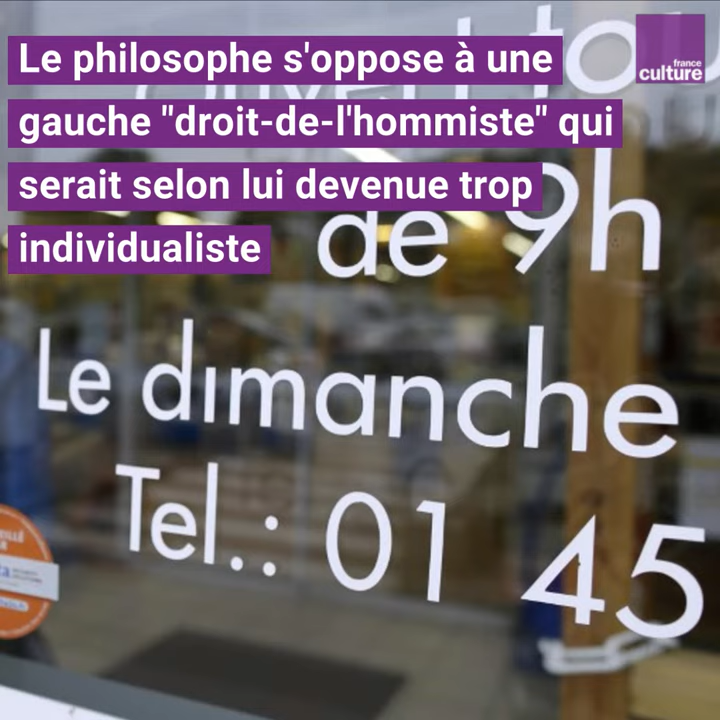 Le philosophe s'oppose à une
gauche "droit-de-l'hommiste" qui
serait selon lui devenue trop
individualiste
france
culture
de 9h
Le dimanche
Tel.: 01 45